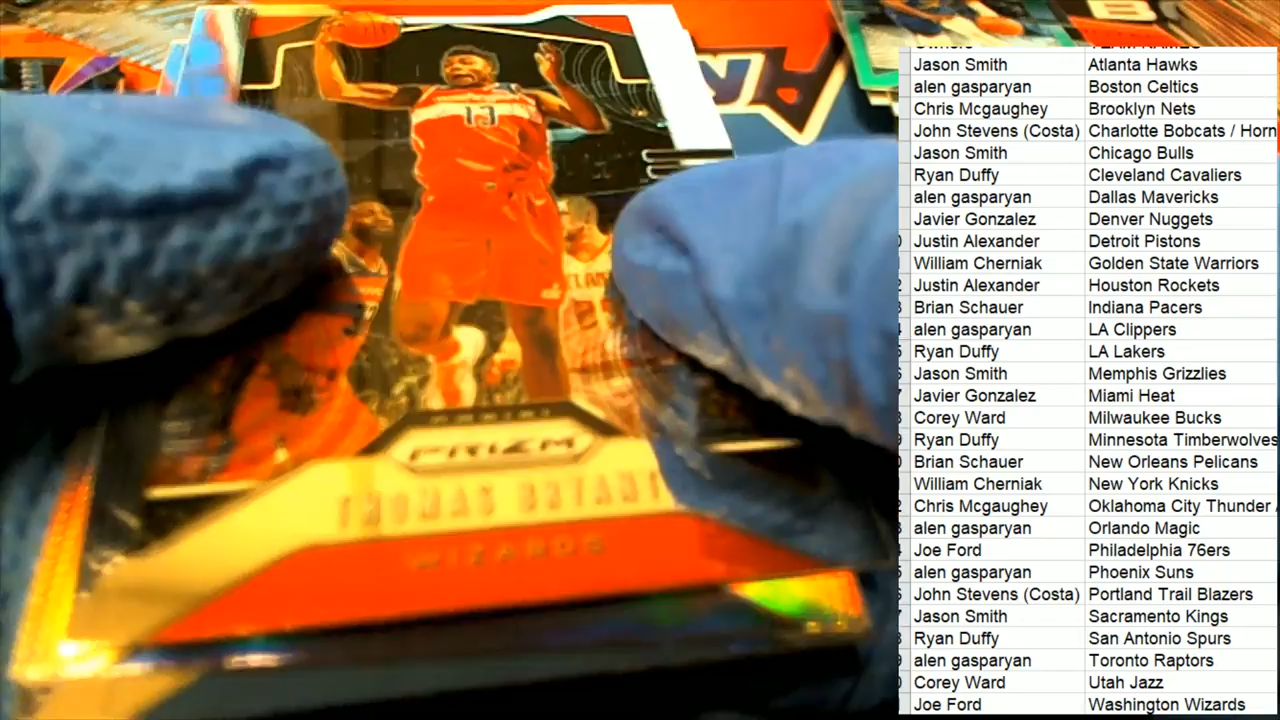 13
PANINI
PRIZM
THOMAS BRYANT
WIZARDS
Owners TEAM NAMES
Jason Smith Atlanta Hawks
alen gasparyan Boston Celtics
Chris Mcgaughey Brooklyn Nets
John Stevens (Costa) Charlotte Bobcats / Horn
Jason Smith Chicago Bulls
Ryan Duffy Cleveland Cavaliers
alen gasparyan Dallas Mavericks
Javier Gonzalez Denver Nuggets
Justin Alexander Detroit Pistons
William Cherniak Golden State Warriors
Justin Alexander Houston Rockets
Brian Schauer Indiana Pacers
alen gasparyan LA Clippers
Ryan Duffy LA Lakers
Jason Smith Memphis Grizzlies
Javier Gonzalez Miami Heat
Corey Ward Milwaukee Bucks
Ryan Duffy Minnesota Timberwolves
Brian Schauer New Orleans Pelicans
William Cherniak New York Knicks
Chris Mcgaughey Oklahoma City Thunder
alen gasparyan Orlando Magic
Joe Ford Philadelphia 76ers
alen gasparyan Phoenix Suns
John Stevens (Costa) Portland Trail Blazers
Jason Smith Sacramento Kings
Ryan Duffy San Antonio Spurs
alen gasparyan Toronto Raptors
Corey Ward Utah Jazz
Joe Ford Washington Wizards